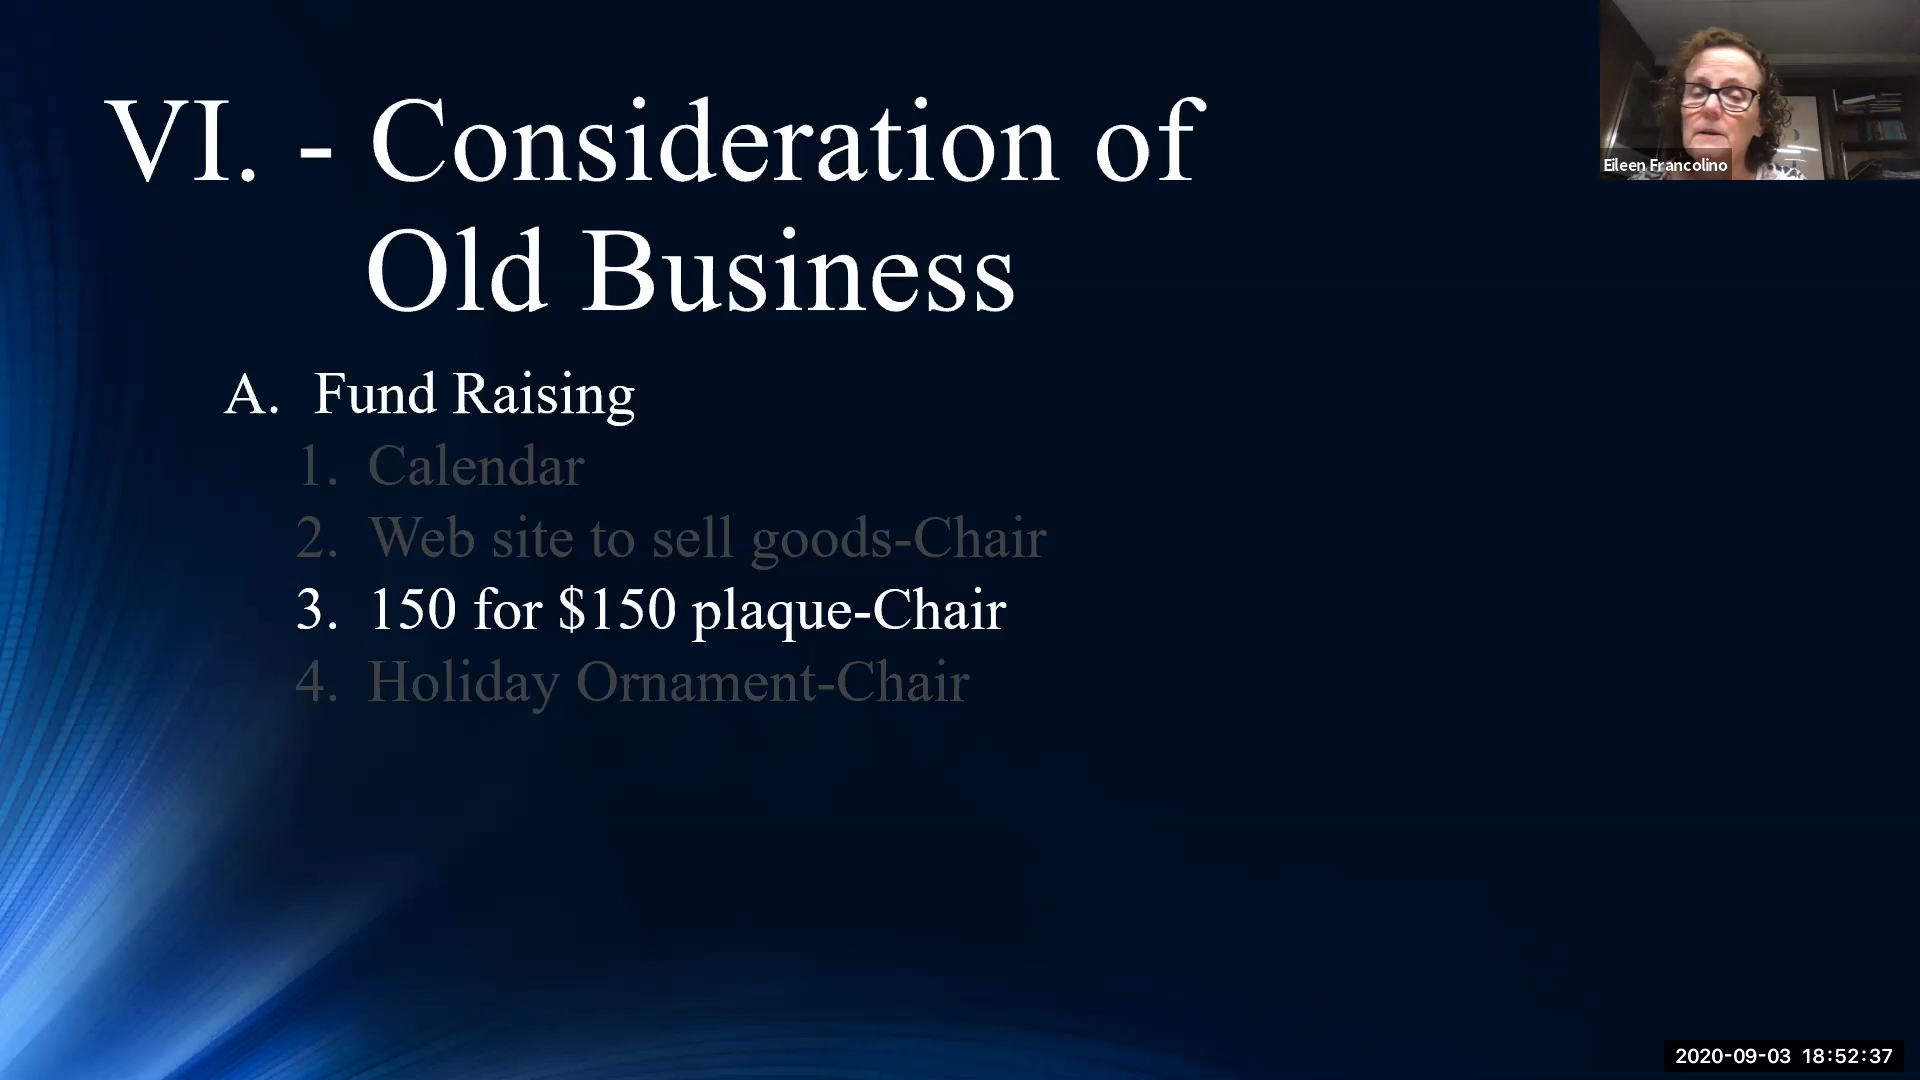 VI. - Consideration of
Old Business
Eileen Francolino
A. Fund Raising
1. Calendar
2. Web site to sell goods-Chair
3. 150 for $150 plaque-Chair
4. Holiday Ornament-Chair
2020-09-03 18:52:37